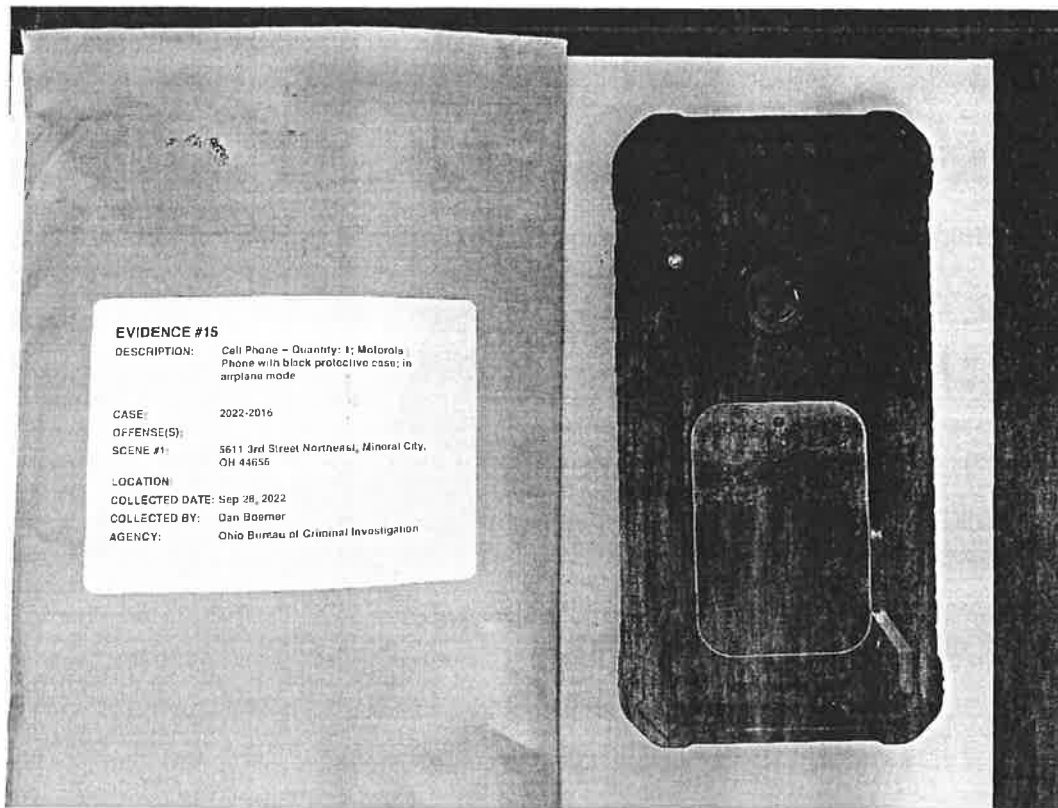 EVIDENCE #15
DESCRIPTION: Cell Phone – Quantity: 1; Motorola
Phone with black protective case; in
airplane mode
CASE: 2022-2016
OFFENSE(S):
SCENE #1: 5611 3rd Street Northeast, Mineral City,
OH 44656
LOCATION:
COLLECTED DATE: Sep 28, 2022
COLLECTED BY: Dan Boerner
AGENCY: Ohio Bureau of Criminal Investigation